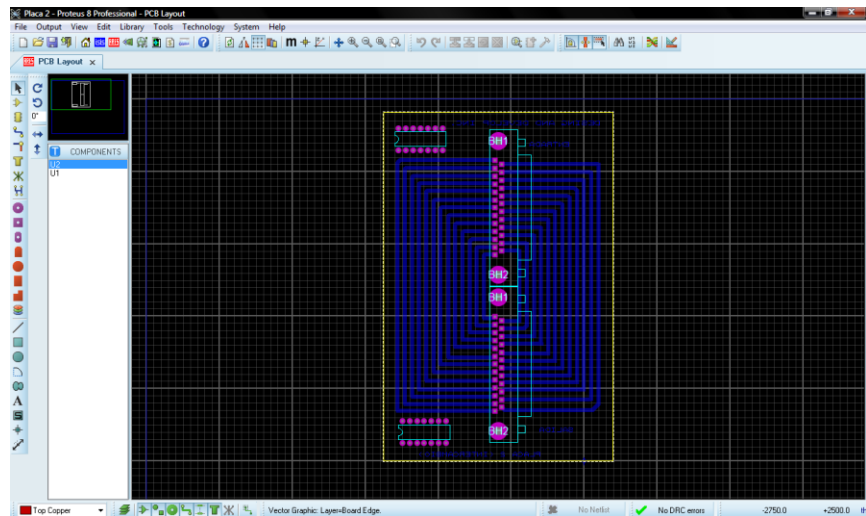 Placa 2 - Proteus 8 Professional - PCB Layout
File Output View Edit Library Tools Technology System Help
PCB Layout x
0°
T COMPONENTS
U2
U1
BH1
BH2
BH1
BH2
Top Copper
Vector Graphic: Layer=Board Edge.
No Netlist
No DRC errors
-2750.0
+2500.0